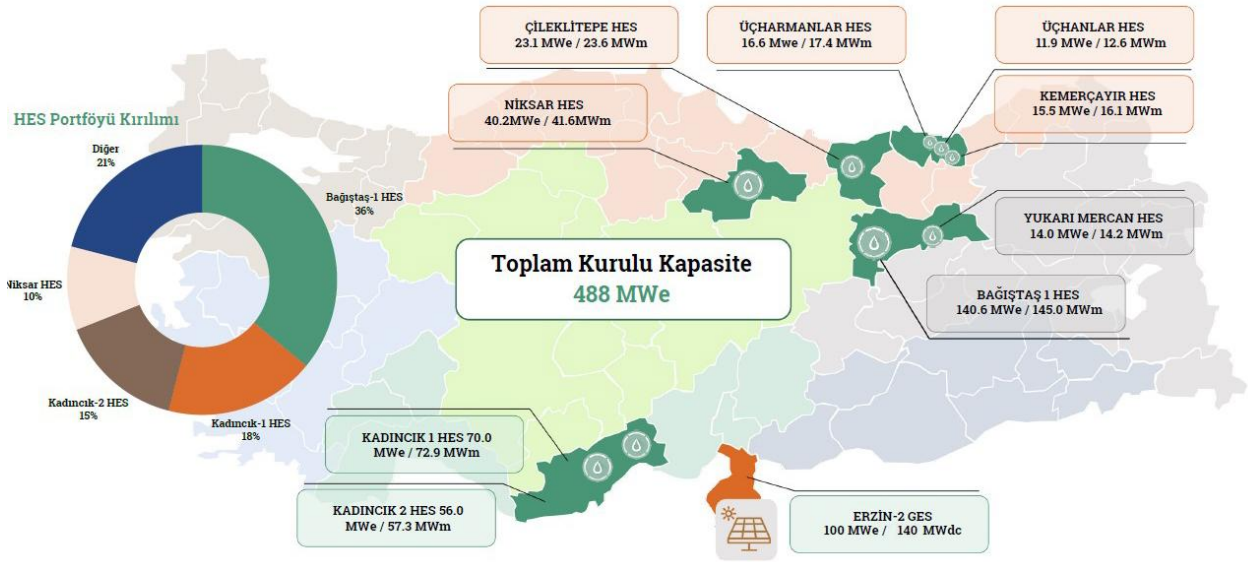 ÇİLEKLİTEPE HES
23.1 MWe / 23.6 MWm
ÜÇHARMANLAR HES
16.6 Mwe / 17.4 MWm
ÜÇHANLAR HES
11.9 MWe / 12.6 MWm
NİKSAR HES
40.2MWe / 41.6MWm
KEMERÇAYIR HES
15.5 MWe / 16.1 MWm
HES Portföyü Kırılımı
Diğer
21%
Bağıştaş-1 HES
36%
Niksar HES
10%
Kadıncık-2 HES
15%
Kadıncık-1 HES
18%
Toplam Kurulu Kapasite
488 MWe
YUKARI MERCAN HES
14.0 MWe / 14.2 MWm
BAĞIŞTAŞ 1 HES
140.6 MWe / 145.0 MWm
KADINCIK 1 HES 70.0
MWe / 72.9 MWm
KADINCIK 2 HES 56.0
MWe / 57.3 MWm
ERZİN-2 GES
100 MWe / 140 MWdc